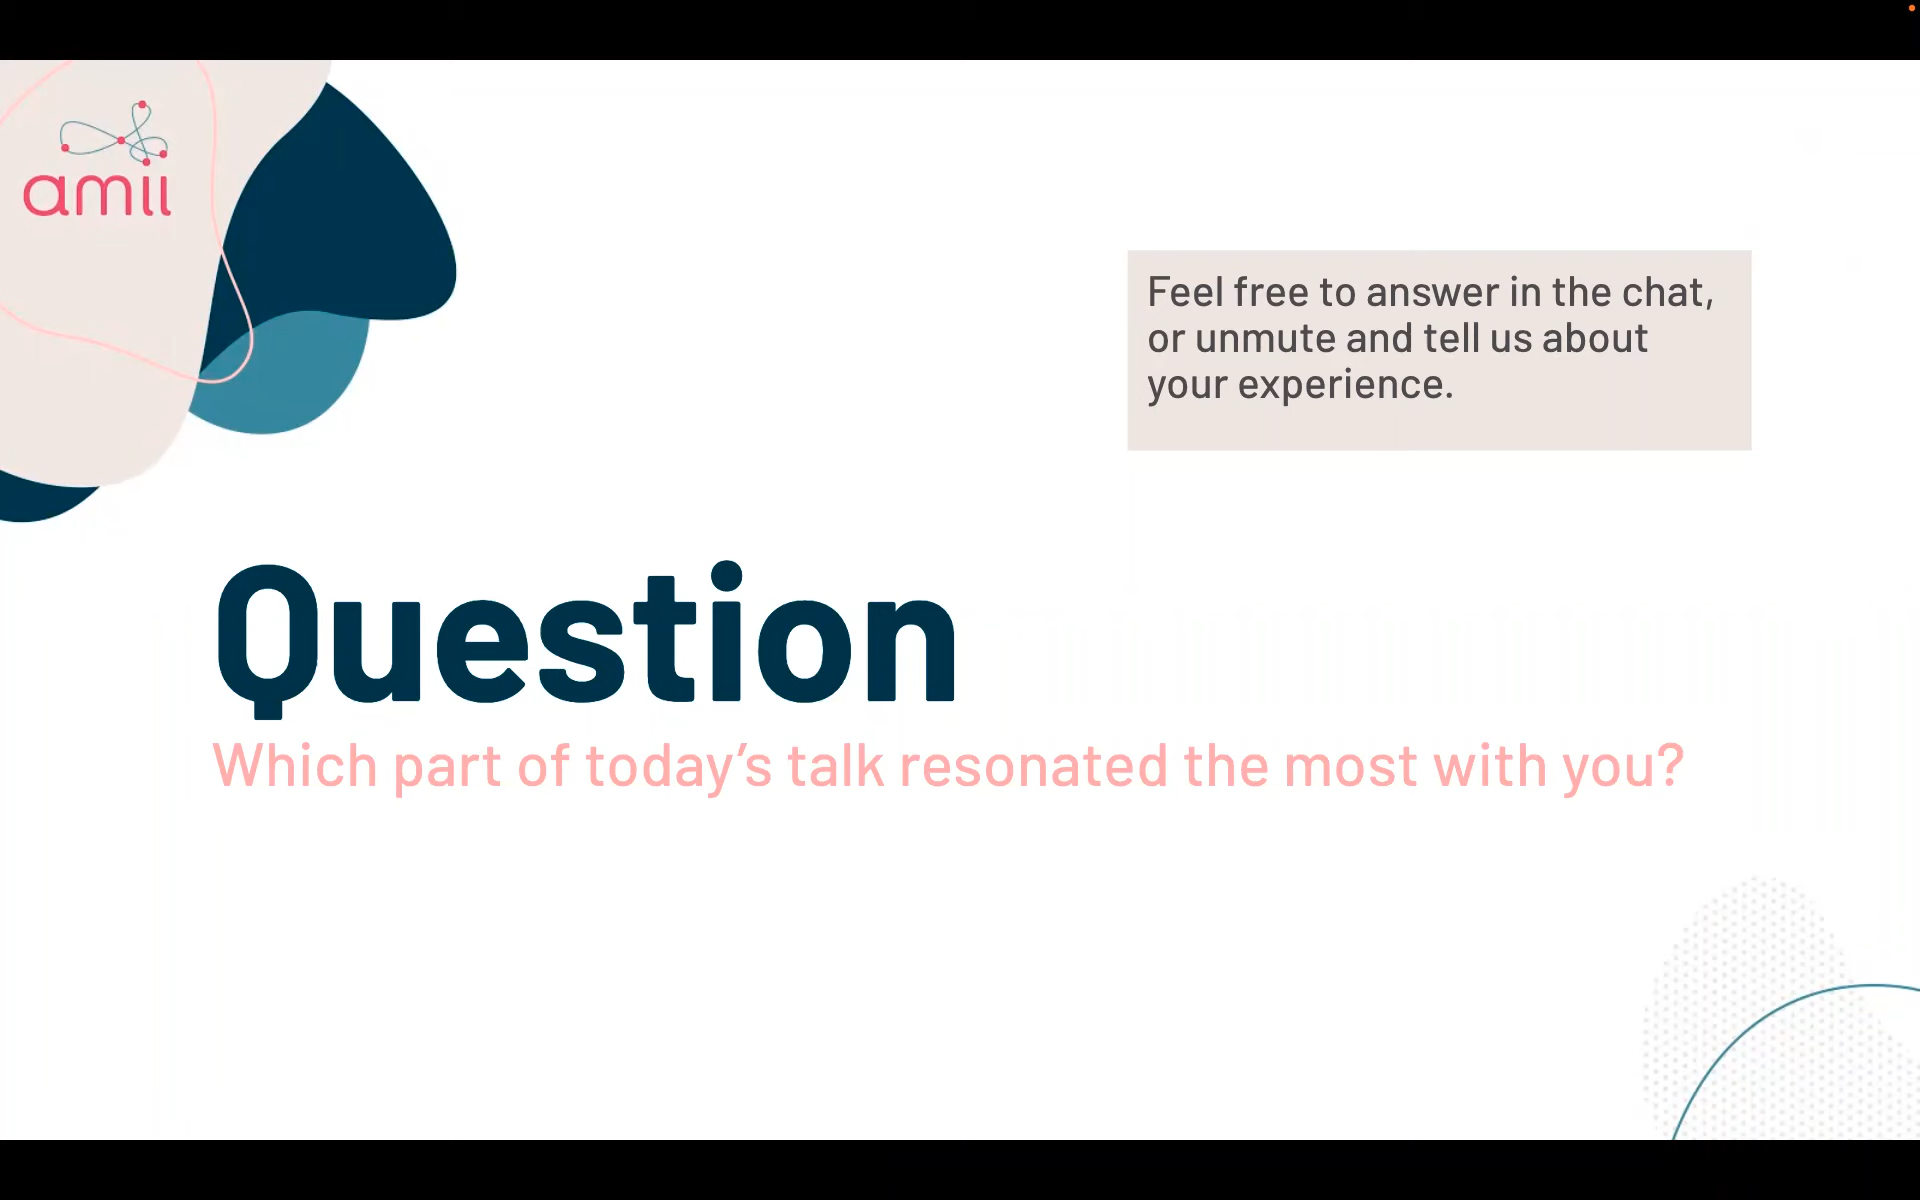 amii
Feel free to answer in the chat,
or unmute and tell us about
your experience.
Question
Which part of today’s talk resonated the most with you?